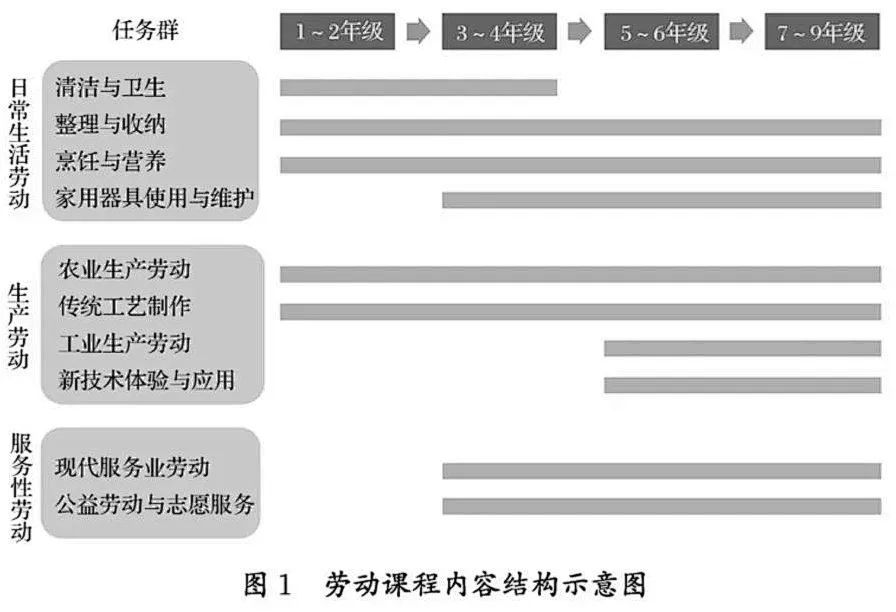 任务群 1~2年级 3~4年级 5~6年级 7~9年级
日常生活劳动
清洁与卫生
整理与收纳
烹饪与营养
家用器具使用与维护
生产劳动
农业生产劳动
传统工艺制作
工业生产劳动
新技术体验与应用
服务性劳动
现代服务业劳动
公益劳动与志愿服务
图1 劳动课程内容结构示意图